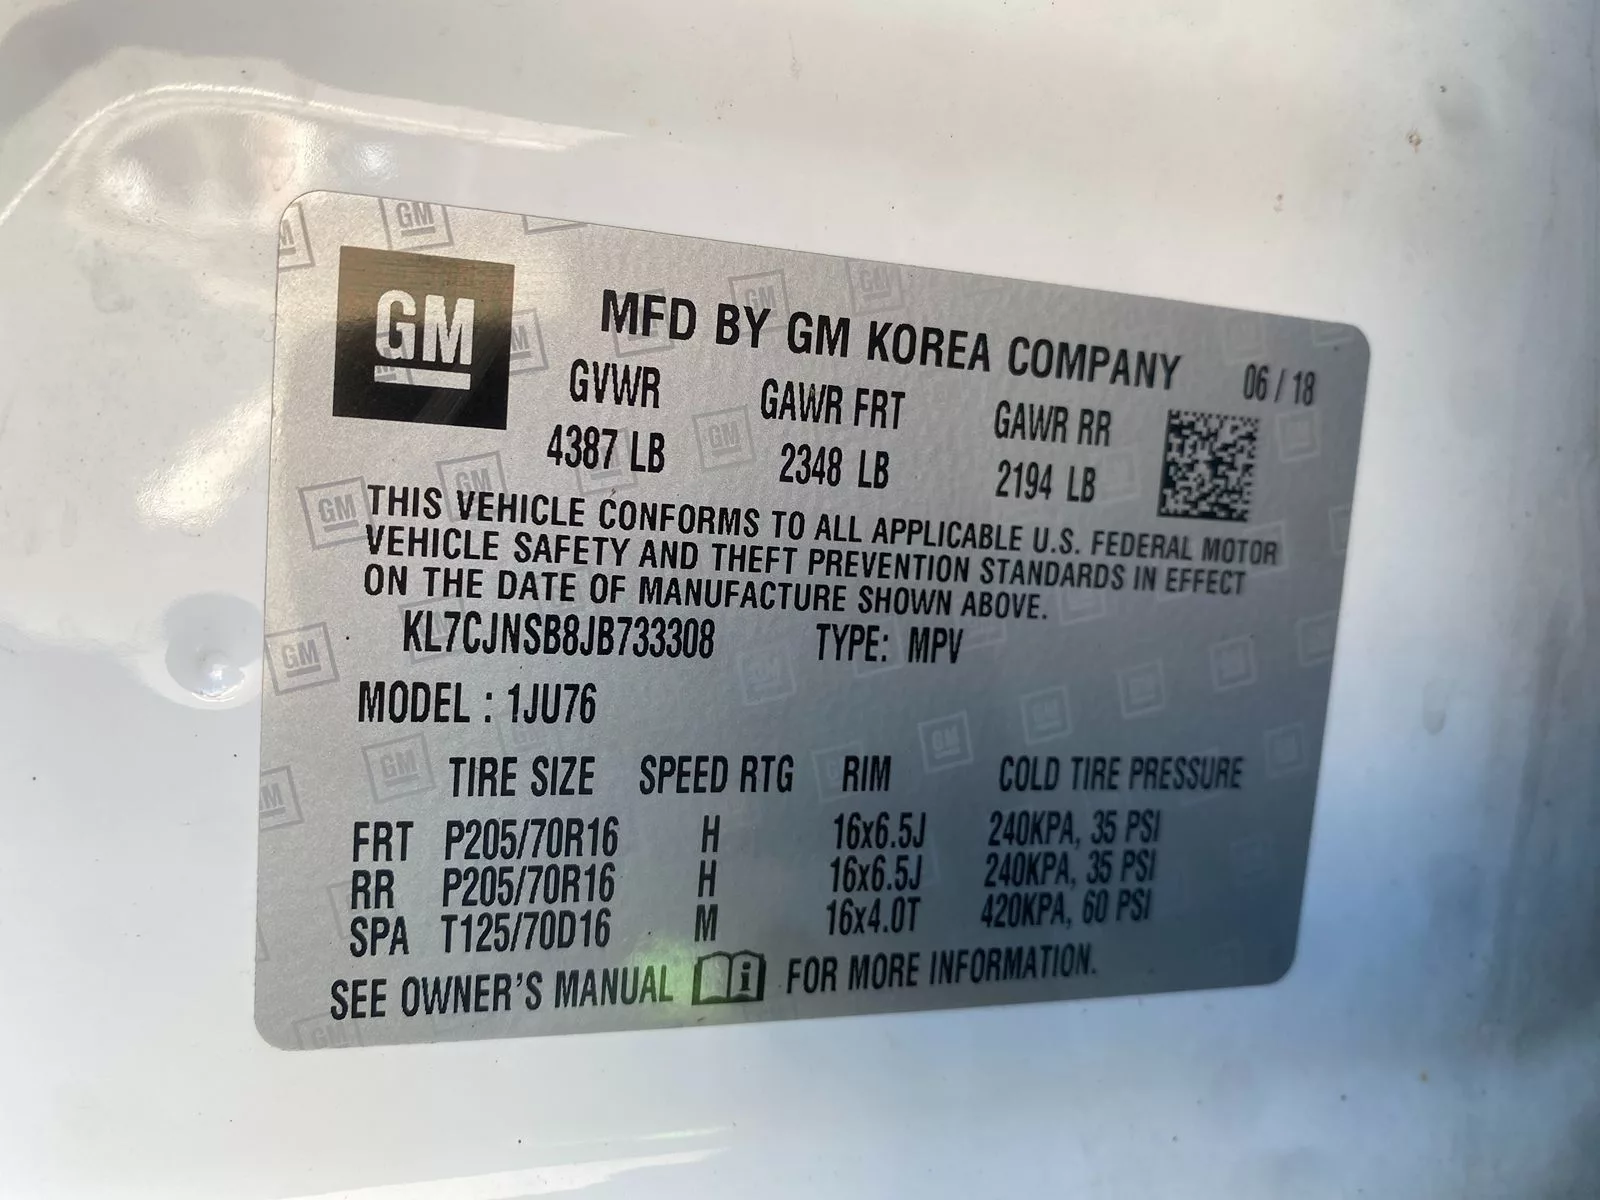 GM
MFD BY GM KOREA COMPANY 06 / 18
GVWR GAWR FRT GAWR RR
4387 LB 2348 LB 2194 LB
THIS VEHICLE CONFORMS TO ALL APPLICABLE U.S. FEDERAL MOTOR
VEHICLE SAFETY AND THEFT PREVENTION STANDARDS IN EFFECT
ON THE DATE OF MANUFACTURE SHOWN ABOVE.
KL7CJNSB8JB733308 TYPE: MPV
MODEL : 1JU76
TIRE SIZE SPEED RTG RIM COLD TIRE PRESSURE
FRT P205/70R16 H 16x6.5J 240KPA, 35 PSI
RR P205/70R16 H 16x6.5J 240KPA, 35 PSI
SPA T125/70D16 M 16x4.0T 420KPA, 60 PSI
SEE OWNER'S MANUAL i FOR MORE INFORMATION.